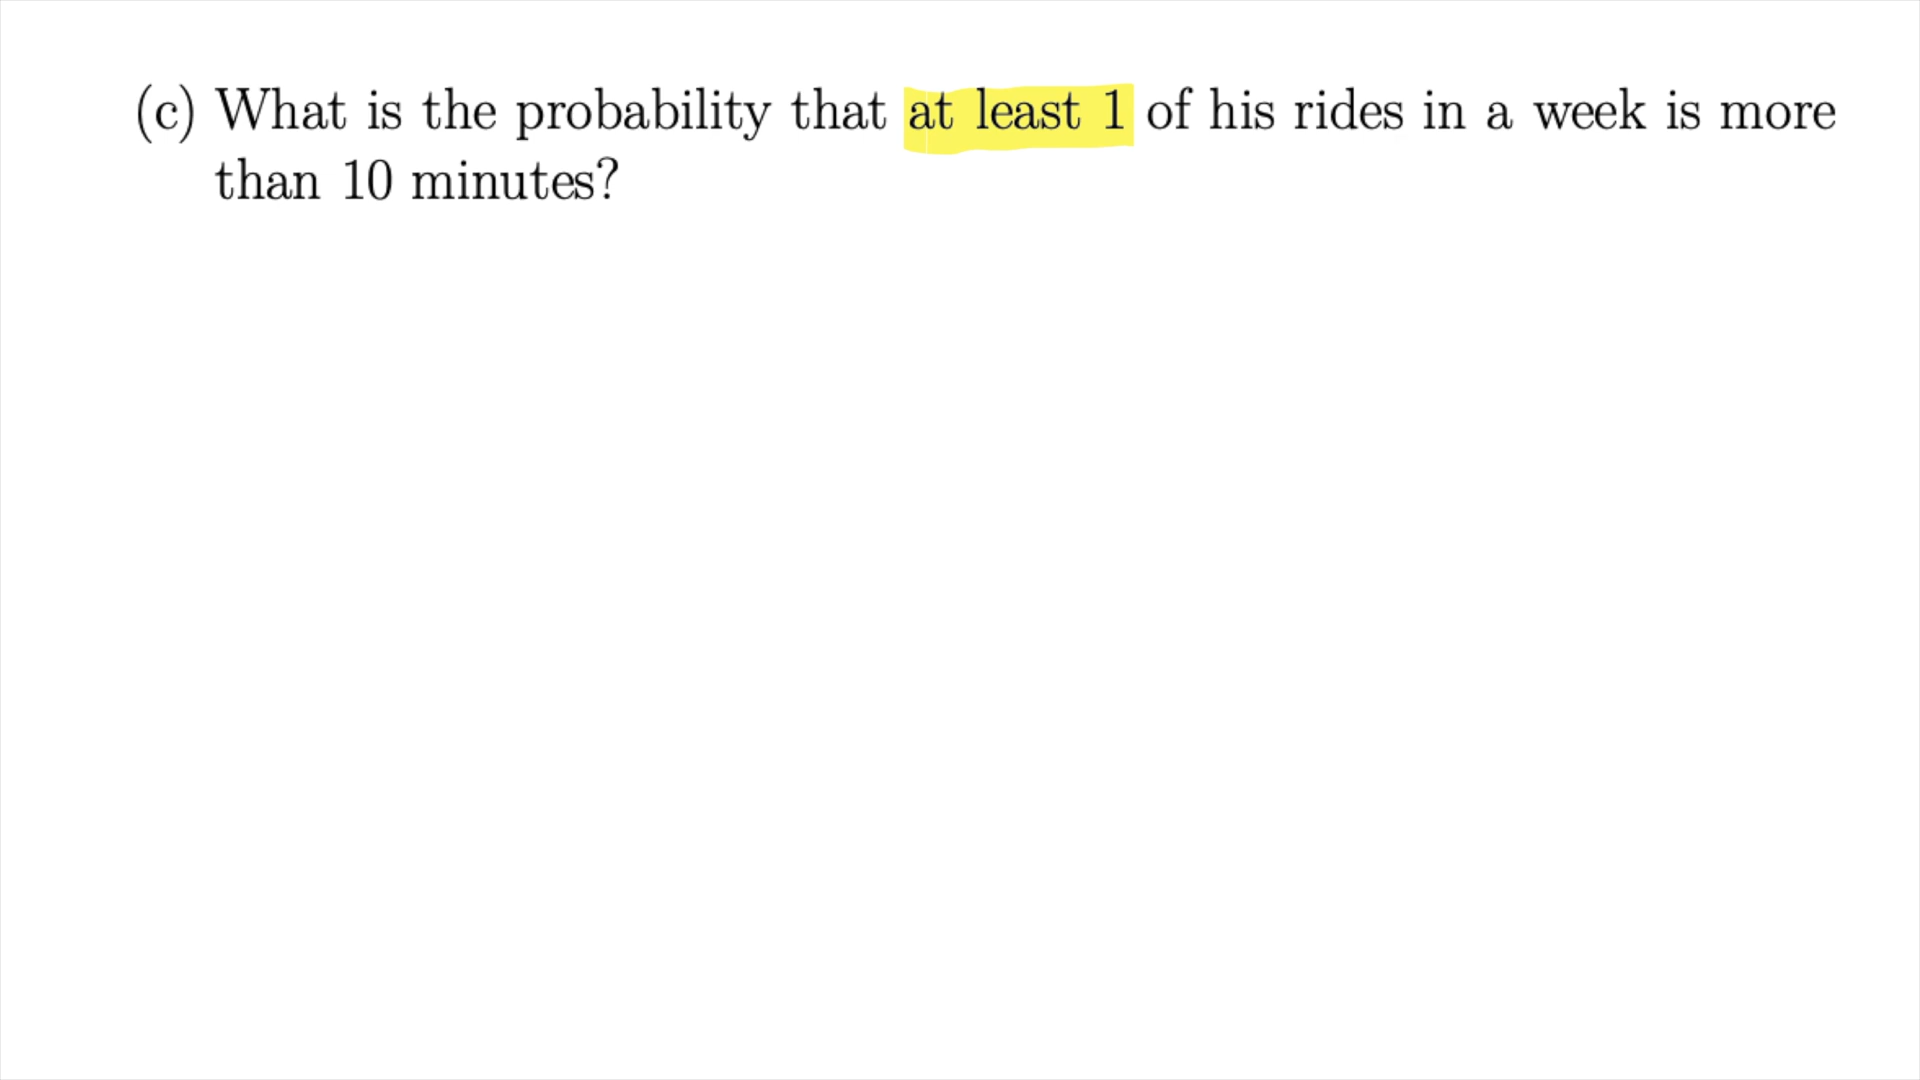 (c) What is the probability that at least 1 of his rides in a week is more
than 10 minutes?